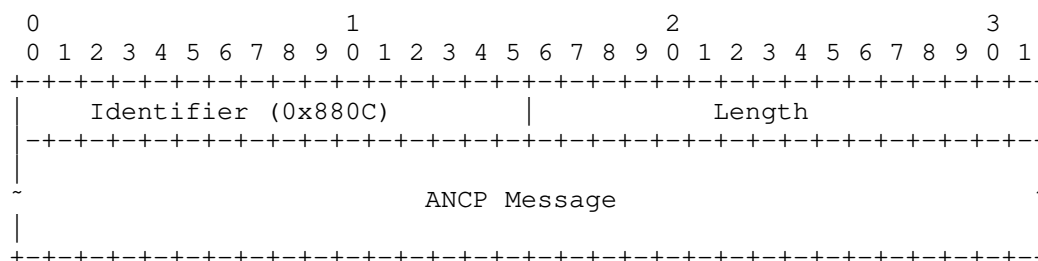 0                   1                   2                   3
 0 1 2 3 4 5 6 7 8 9 0 1 2 3 4 5 6 7 8 9 0 1 2 3 4 5 6 7 8 9 0 1
+-+-+-+-+-+-+-+-+-+-+-+-+-+-+-+-+-+-+-+-+-+-+-+-+-+-+-+-+-+-+-+-
|    Identifier (0x880C)        |           Length
|-+-+-+-+-+-+-+-+-+-+-+-+-+-+-+-+-+-+-+-+-+-+-+-+-+-+-+-+-+-+-+-
|
~                         ANCP Message                          ~
|
+-+-+-+-+-+-+-+-+-+-+-+-+-+-+-+-+-+-+-+-+-+-+-+-+-+-+-+-+-+-+-+-